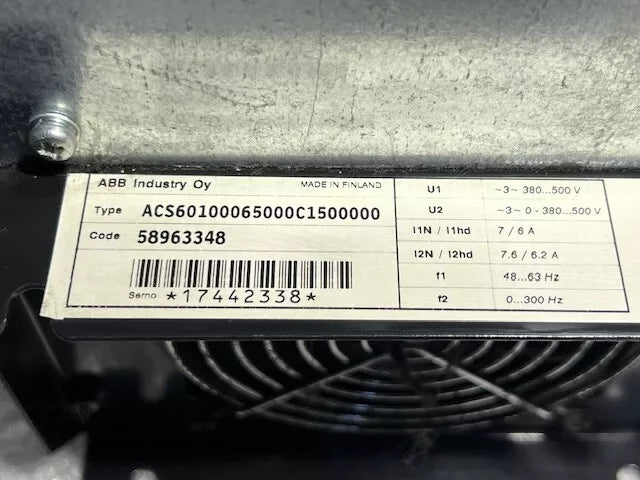 ABB Industry Oy MADE IN FINLAND
Type ACS60100065000C1500000
Code 58963348
Serno *17442338*
U1 ~3~ 380...500 V
U2 ~3~ 0 - 380...500 V
I1N / I1hd 7 / 6 A
I2N / I2hd 7.6 / 6.2 A
f1 48...63 Hz
f2 0...300 Hz